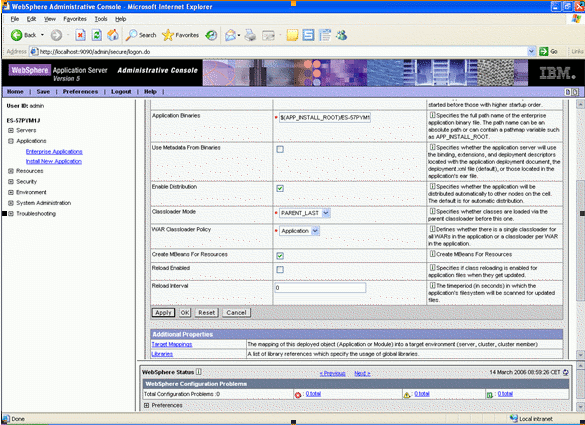 WebSphere Administrative Console - Microsoft Internet Explorer
File Edit View Favorites Tools Help
Back Search Favorites
Address http://localhost:9090/admin/secure/logon.do Go Links
WebSphere Application Server Administrative Console
Version 5
IBM
Home | Save | Preferences | Logout | Help |
User ID: admin
ES-57PYM1J
Servers
Applications
Enterprise Applications
Install New Application
Resources
Security
Environment
System Administration
Troubleshooting
started before those with higher startup order.
Application Binaries * $(APP_INSTALL_ROOT)/ES-57PYM1
Specifies the full path name of the enterprise
application binary file. The path name can be an
absolute path or can contain a pathmap variable such
as APP_INSTALL_ROOT.
Use Metadata From Binaries
Specifies whether the application server will use
the binding, extensions, and deployment descriptors
located with the application deployment document, the
deployment.xml file (default), or those located in the
application's ear file.
Enable Distribution
Specifies whether the application will be
distributed automatically to other nodes on the cell.
The default is for automatic distribution.
Classloader Mode * PARENT_LAST
Specifies whether classes are loaded via the
parent classloader before this one.
WAR Classloader Policy * Application
Defines whether there is a single classloader for
all WARs in the application or a classloader per WAR
in the application.
Create MBeans For Resources
Create MBeans For Resources
Reload Enabled
Specifies if class reloading is enabled for
application files when they get updated.
Reload Interval 0
The timeperiod (in seconds) in which the
application's filesystem will be scanned for updated
files.
Apply OK Reset Cancel
Additional Properties
Target Mappings The mapping of this deployed object (Application or Module) into a target environment (server, cluster, cluster member)
Libraries A list of library references which specify the usage of global libraries.
WebSphere Status < Previous Next > 14 March 2006 08:59:26 CET
WebSphere Configuration Problems
Total Configuration Problems :0 : 0 total : 0 total : 0 total
Preferences
Done Local intranet